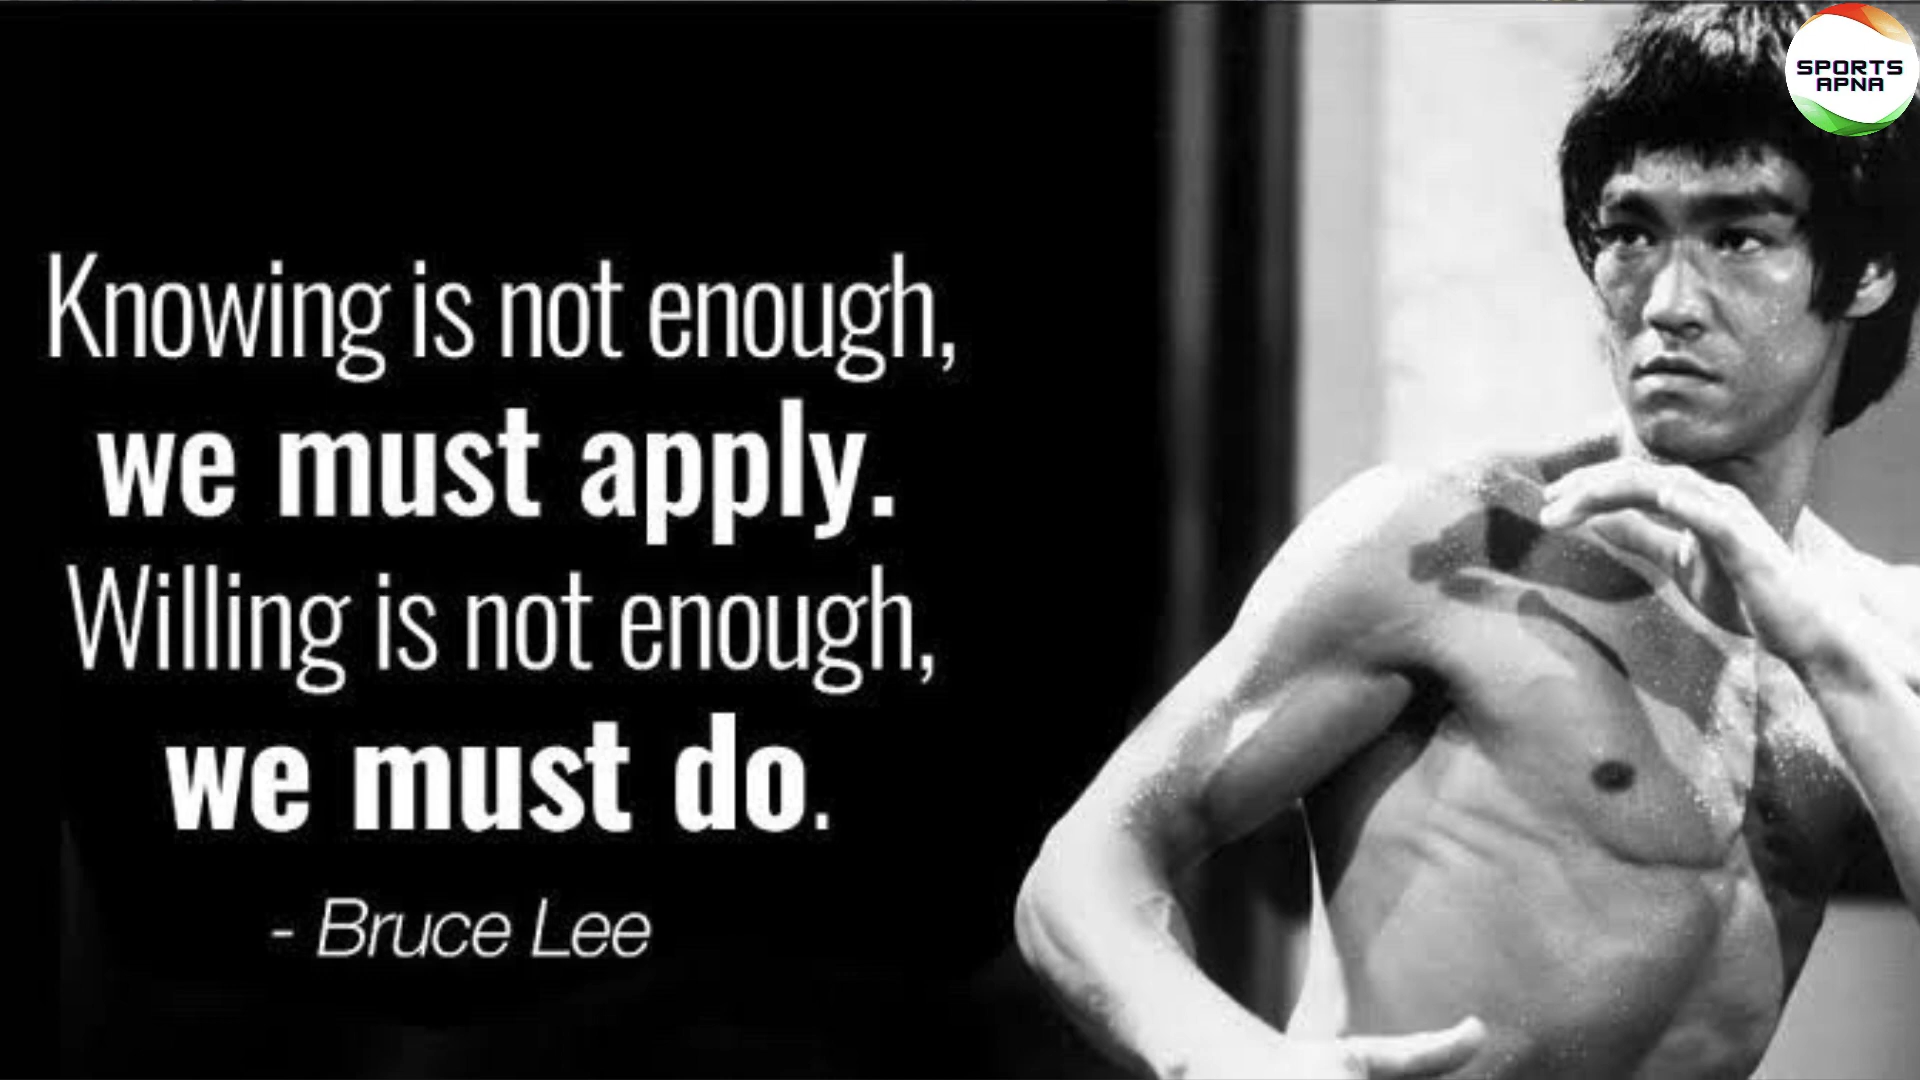 Knowing is not enough,
we must apply.
Willing is not enough,
we must do.
- Bruce Lee
SPORTS
APNA